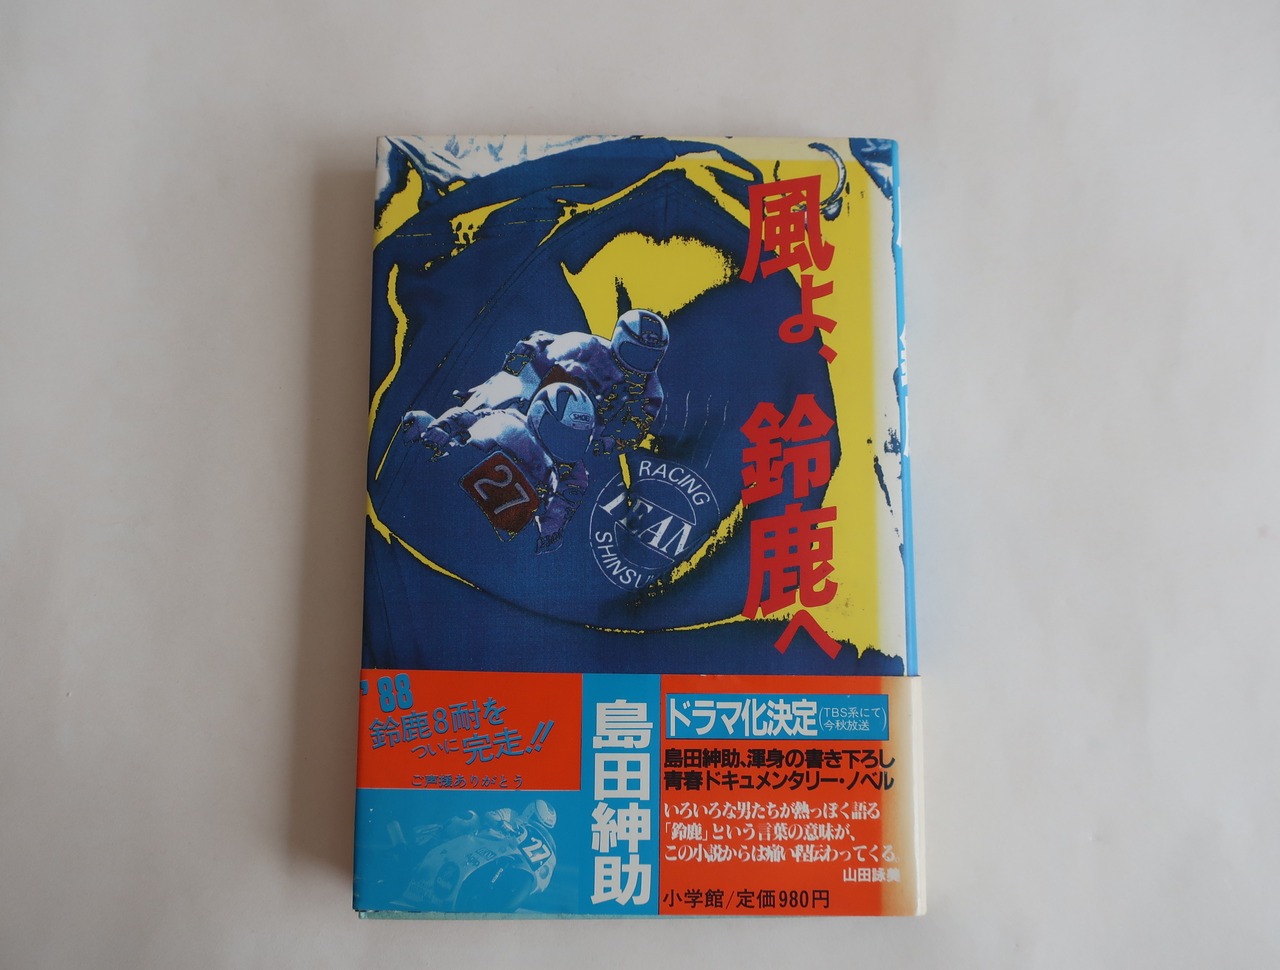 風よ、鈴鹿へ
27
RACING
TEAM
SHINSU
'88
鈴鹿8耐を
ついに完走!!
ご声援ありがとう
27
島田紳助
ドラマ化決定(TBS系にて
今秋放送)
島田紳助、渾身の書き下ろし
青春ドキュメンタリー・ノベル
いろいろな男たちが熱っぽく語る
「鈴鹿」という言葉の意味が、
この小説からは痛い程伝わってくる。
山田詠美
小学館/定価980円